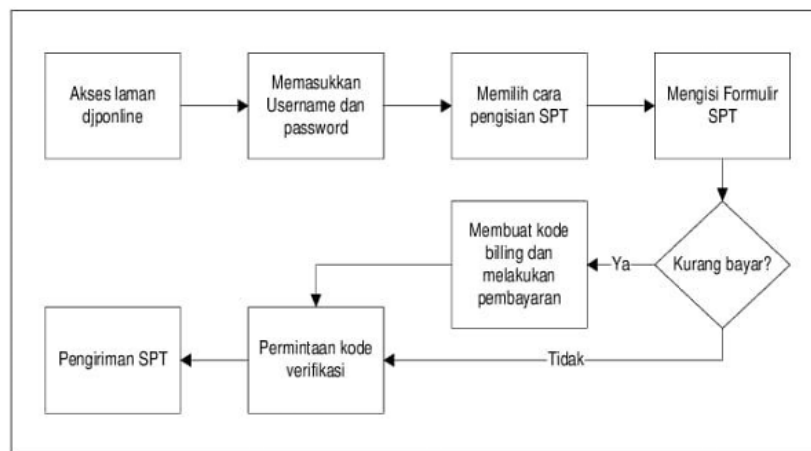 Akses laman
djponline
Memasukkan
Username dan
password
Memilih cara
pengisian SPT
Mengisi Formulir
SPT
Kurang bayar?
Ya
Membuat kode
billing dan
melakukan
pembayaran
Tidak
Permintaan kode
verifikasi
Pengiriman SPT